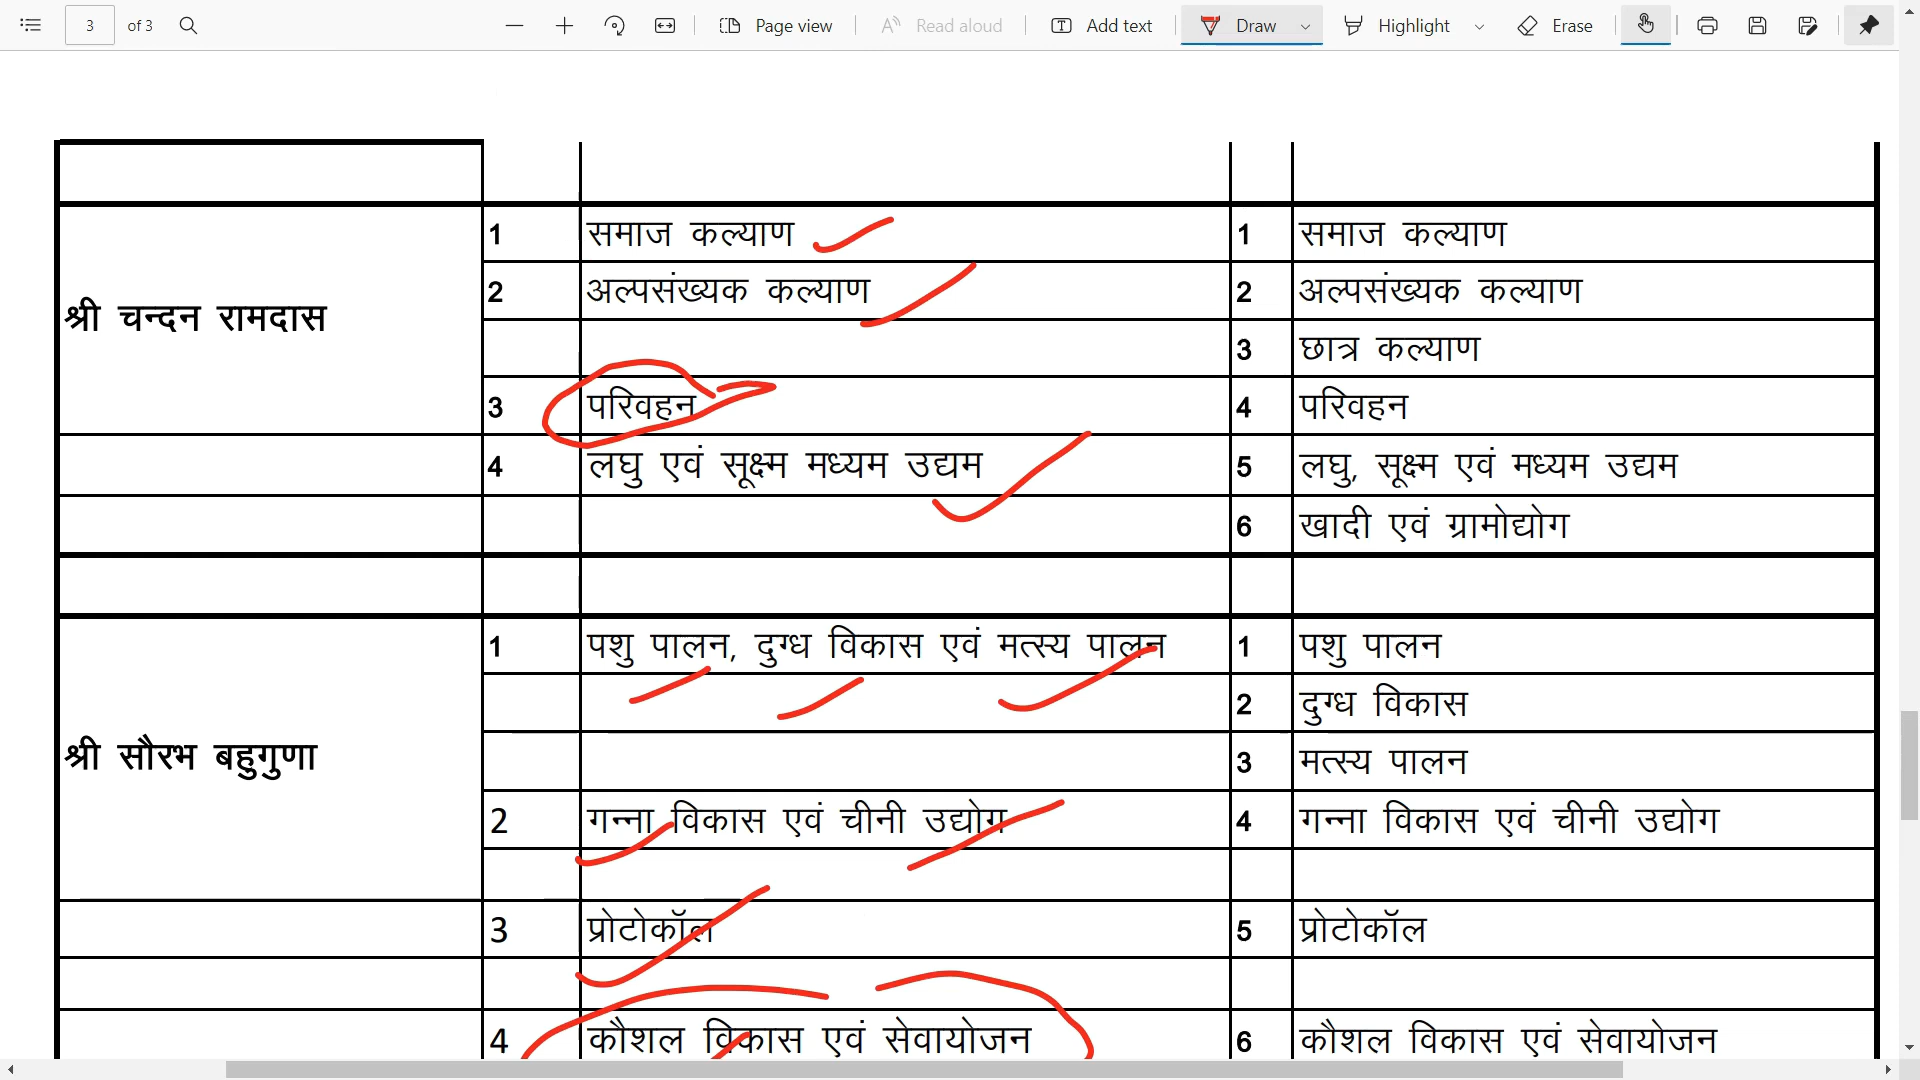 3 of 3 Page view Read aloud Add text Draw Highlight Erase
1 समाज कल्याण 1 समाज कल्याण
2 अल्पसंख्यक कल्याण 2 अल्पसंख्यक कल्याण
श्री चन्दन रामदास
3 छात्र कल्याण
3 परिवहन 4 परिवहन
4 लघु एवं सूक्ष्म मध्यम उद्यम 5 लघु, सूक्ष्म एवं मध्यम उद्यम
6 खादी एवं ग्रामोद्योग
1 पशु पालन, दुग्ध विकास एवं मत्स्य पालन 1 पशु पालन
2 दुग्ध विकास
श्री सौरभ बहुगुणा
3 मत्स्य पालन
2 गन्ना विकास एवं चीनी उद्योग 4 गन्ना विकास एवं चीनी उद्योग
3 प्रोटोकॉल 5 प्रोटोकॉल
4 कौशल विकास एवं सेवायोजन 6 कौशल विकास एवं सेवायोजन